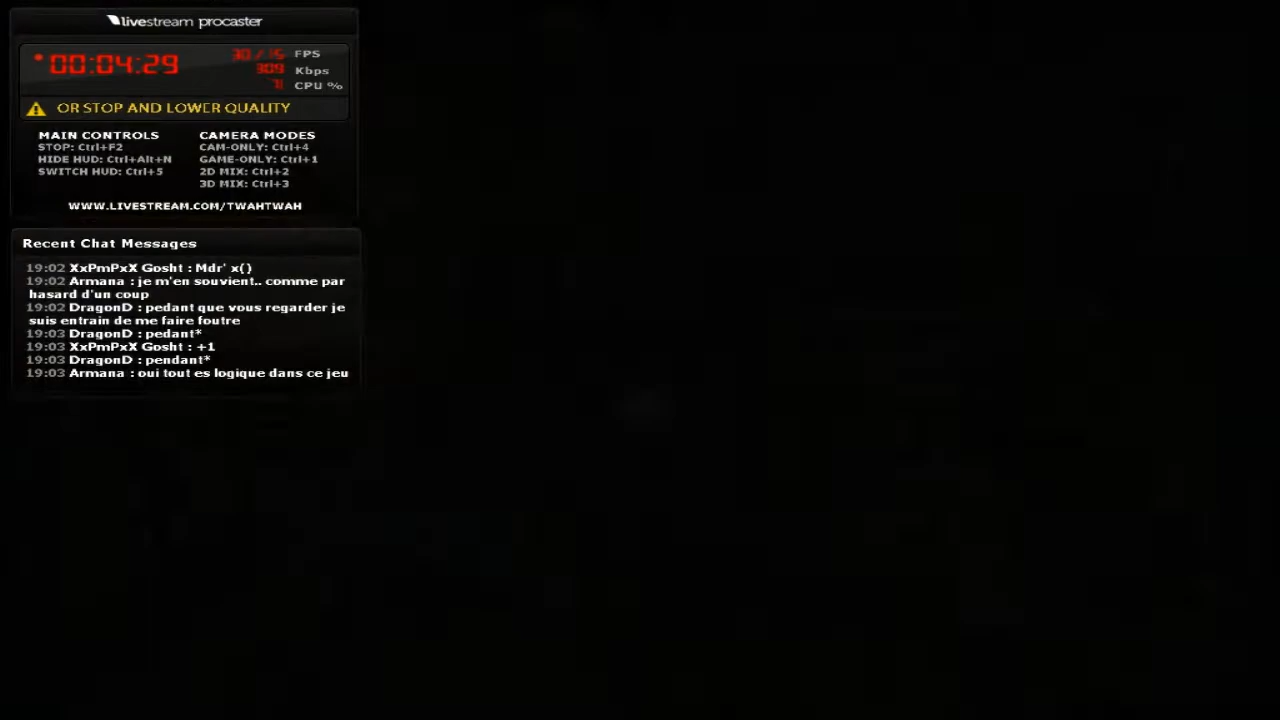 livestream procaster
00:04:29
30 / 15 FPS
309 Kbps
71 CPU %
OR STOP AND LOWER QUALITY
MAIN CONTROLS
STOP: Ctrl+F2
HIDE HUD: Ctrl+Alt+N
SWITCH HUD: Ctrl+5
CAMERA MODES
CAM-ONLY: Ctrl+4
GAME-ONLY: Ctrl+1
2D MIX: Ctrl+2
3D MIX: Ctrl+3
WWW.LIVESTREAM.COM/TWAHTWAH
Recent Chat Messages
19:02 XxPmPxX Gosht : Mdr' x()
19:02 Armana : je m'en souvient.. comme par
hasard d'un coup
19:02 DragonD : pedant que vous regarder je
suis entrain de me faire foutre
19:03 DragonD : pedant*
19:03 XxPmPxX Gosht : +1
19:03 DragonD : pendant*
19:03 Armana : oui tout es logique dans ce jeu